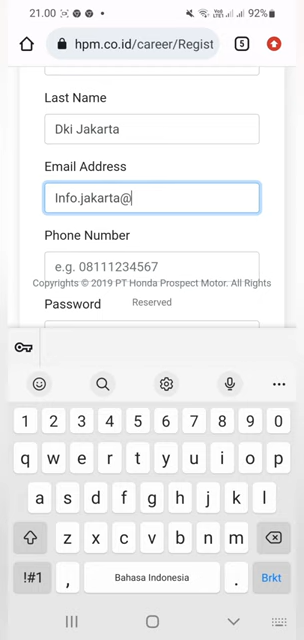 21.00 92%
hpm.co.id/career/Regist 5
Last Name
Dki Jakarta
Email Address
Info.jakarta@
Phone Number
e.g. 08111234567
Copyrights © 2019 PT Honda Prospect Motor. All Rights
Reserved
Password
1 2 3 4 5 6 7 8 9 0
q w e r t y u i o p
a s d f g h j k l
z x c v b n m
!#1 , Bahasa Indonesia . Brkt